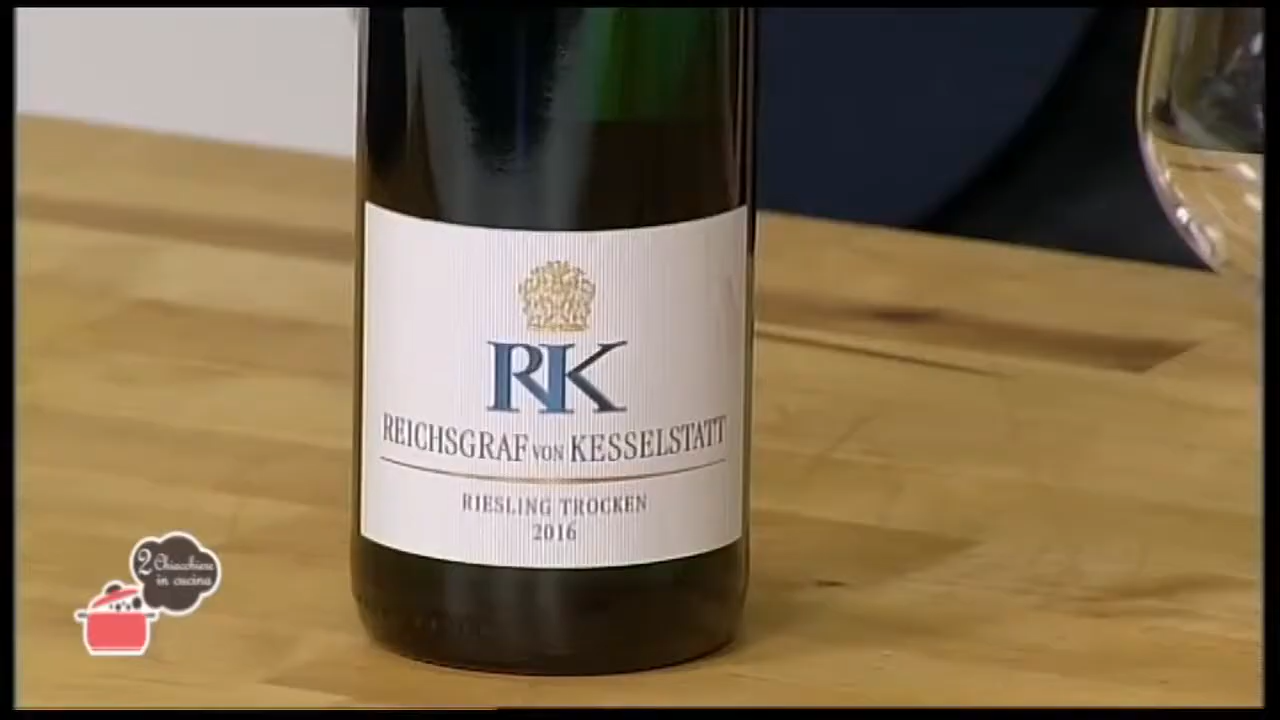 RK
REICHSGRAF VON KESSELSTATT
RIESLING TROCKEN
2016
2 Chiacchiere
in cucina